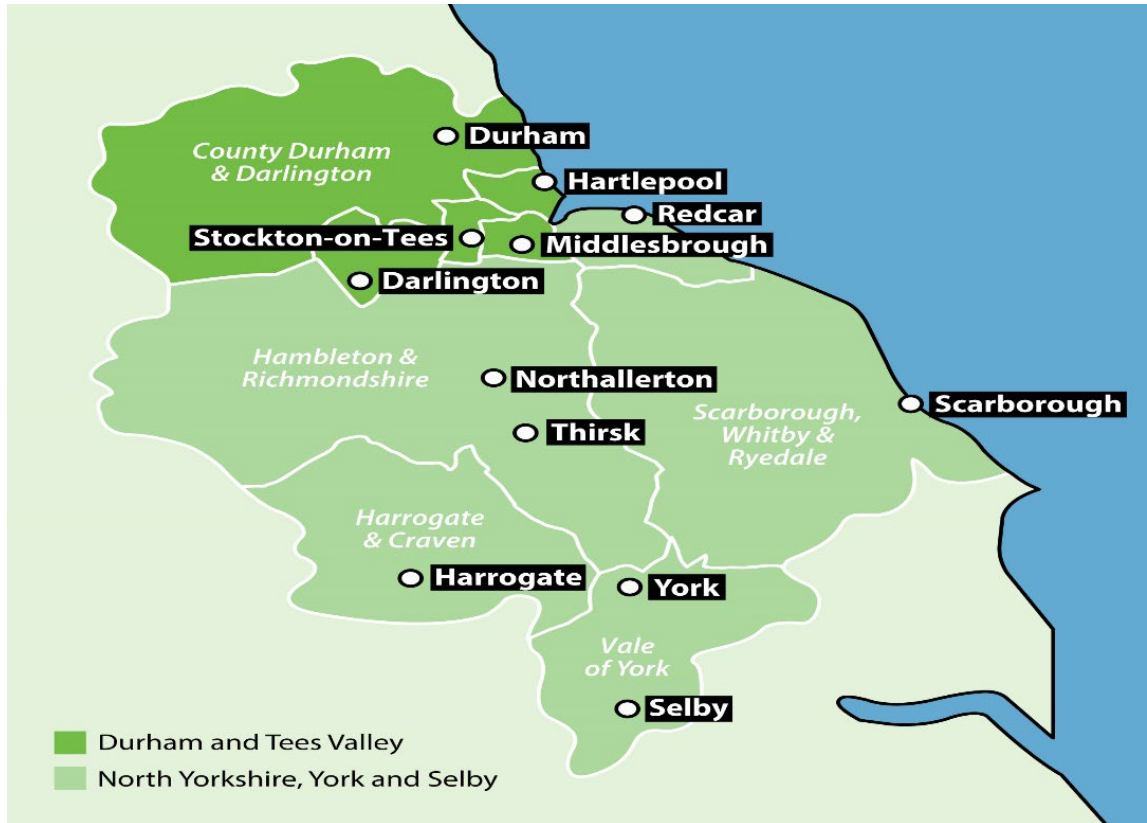 Durham
County Durham
& Darlington
Hartlepool
Redcar
Stockton-on-Tees
Middlesbrough
Darlington
Hambleton &
Richmondshire
Northallerton
Scarborough
Scarborough,
Whitby &
Ryedale
Thirsk
Harrogate
& Craven
Harrogate
York
Vale
of York
Selby
Durham and Tees Valley
North Yorkshire, York and Selby